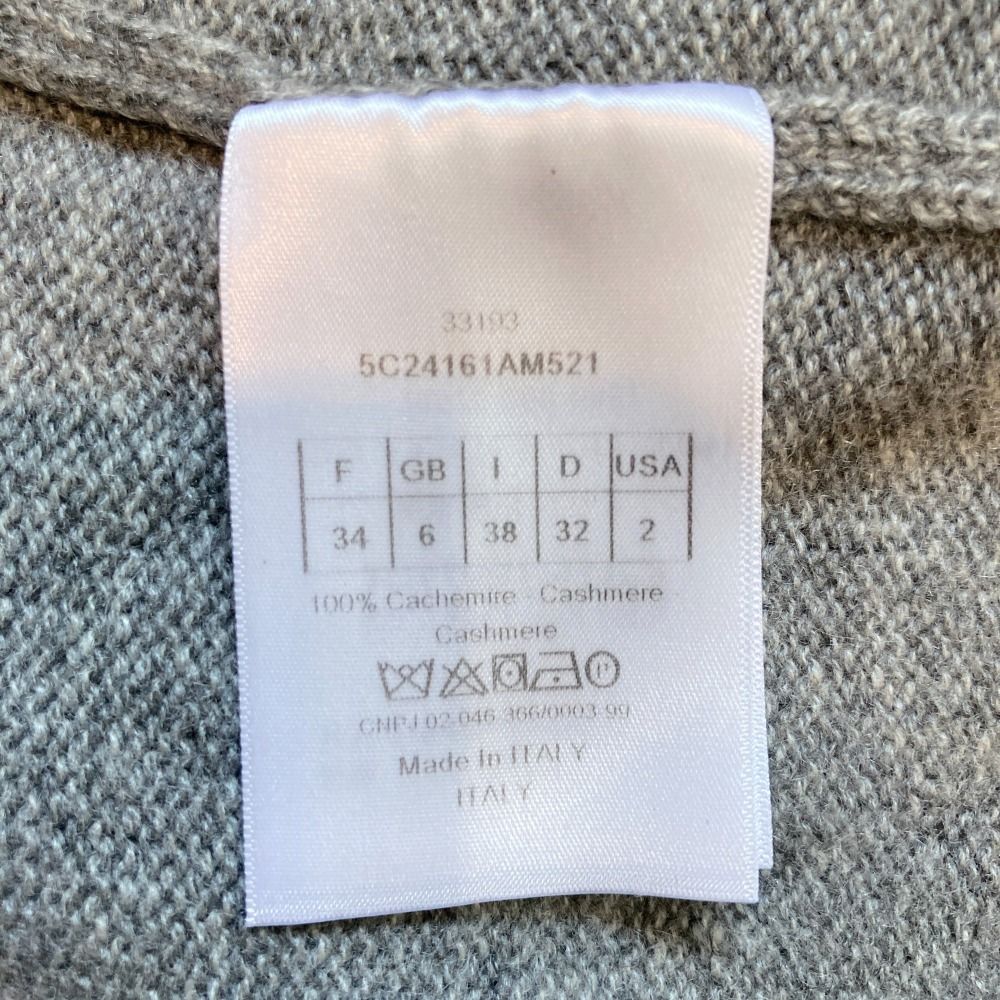 33193
5C24161AM521
F GB I D USA
34 6 38 32 2
100% Cachemire - Cashmere
Cashmere
CNPJ 02.046.366/0003-99
Made In ITALY
ITALY